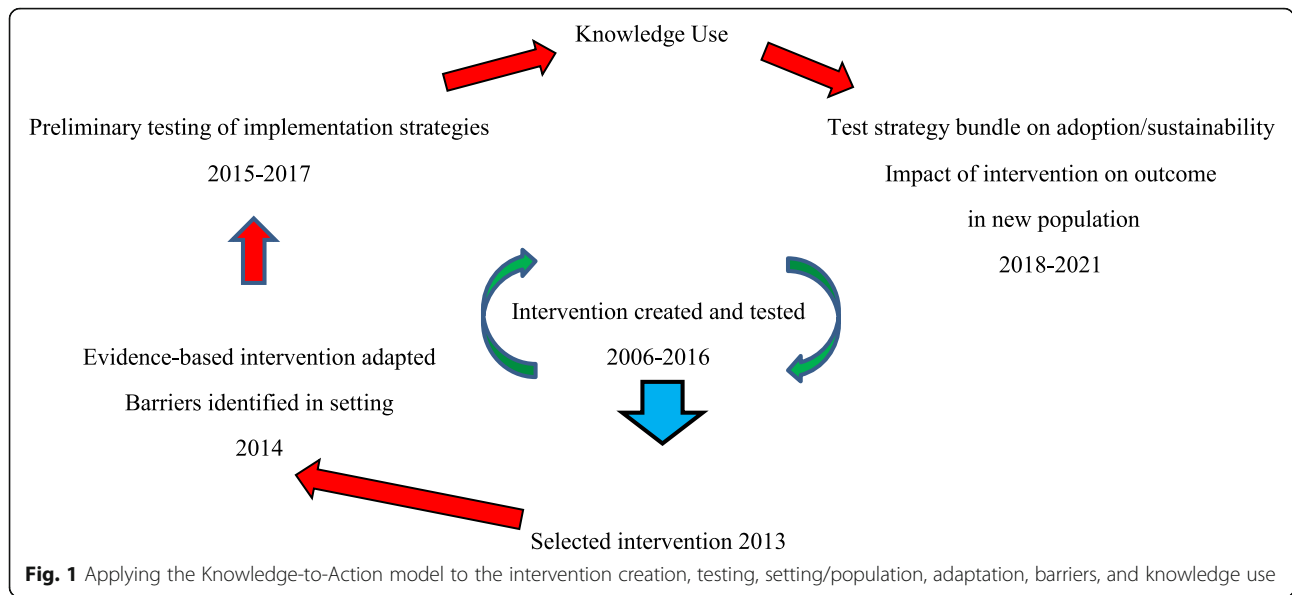 Knowledge Use
Preliminary testing of implementation strategies
2015-2017
Test strategy bundle on adoption/sustainability
Impact of intervention on outcome
in new population
2018-2021
Intervention created and tested
2006-2016
Evidence-based intervention adapted
Barriers identified in setting
2014
Selected intervention 2013
Fig. 1 Applying the Knowledge-to-Action model to the intervention creation, testing, setting/population, adaptation, barriers, and knowledge use